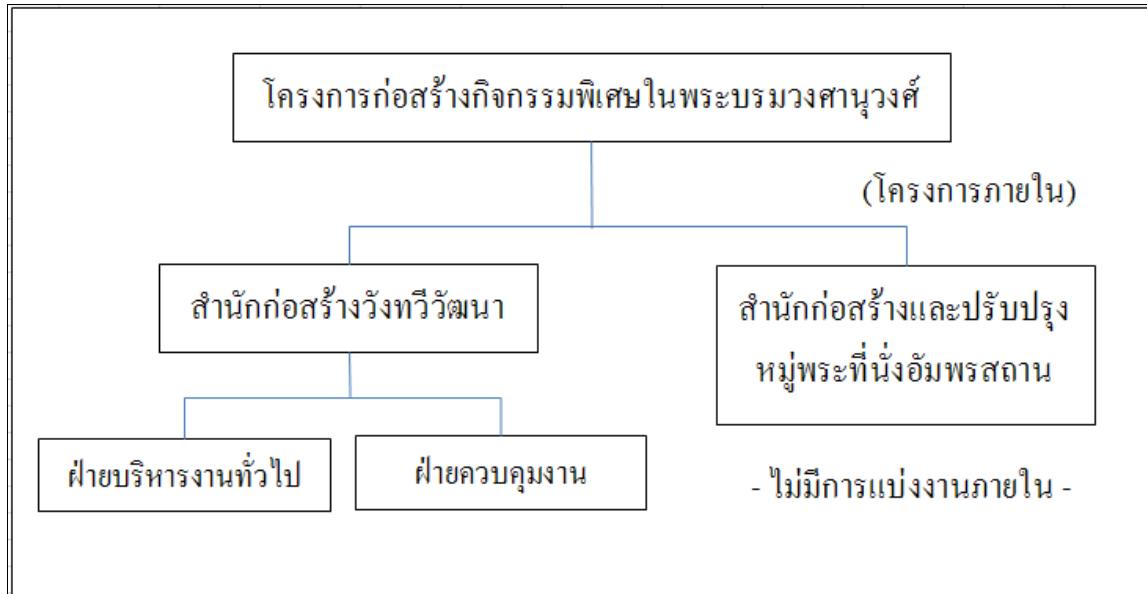 โครงการก่อสร้างกิจกรรมพิเศษในพระบรมวงศานุวงศ์
(โครงการภายใน)
สำนักก่อสร้างวังทวีวัฒนา
สำนักก่อสร้างและปรับปรุง
หมู่พระที่นั่งอัมพรสถาน
ฝ่ายบริหารงานทั่วไป
ฝ่ายควบคุมงาน
- ไม่มีการแบ่งงานภายใน -